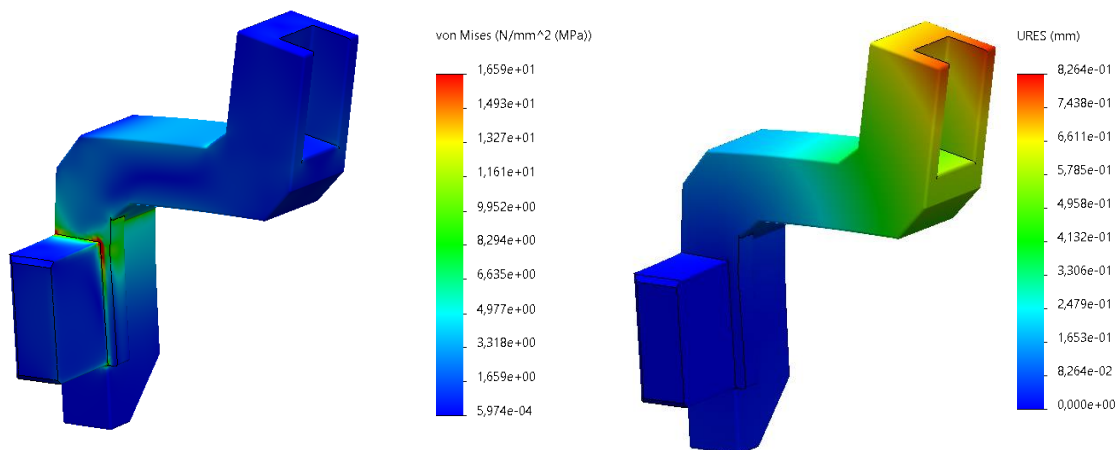 von Mises (N/mm^2 (MPa))
1,659e+01
1,493e+01
1,327e+01
1,161e+01
9,952e+00
8,294e+00
6,635e+00
4,977e+00
3,318e+00
1,659e+00
5,974e-04
URES (mm)
8,264e-01
7,438e-01
6,611e-01
5,785e-01
4,958e-01
4,132e-01
3,306e-01
2,479e-01
1,653e-01
8,264e-02
0,000e+00